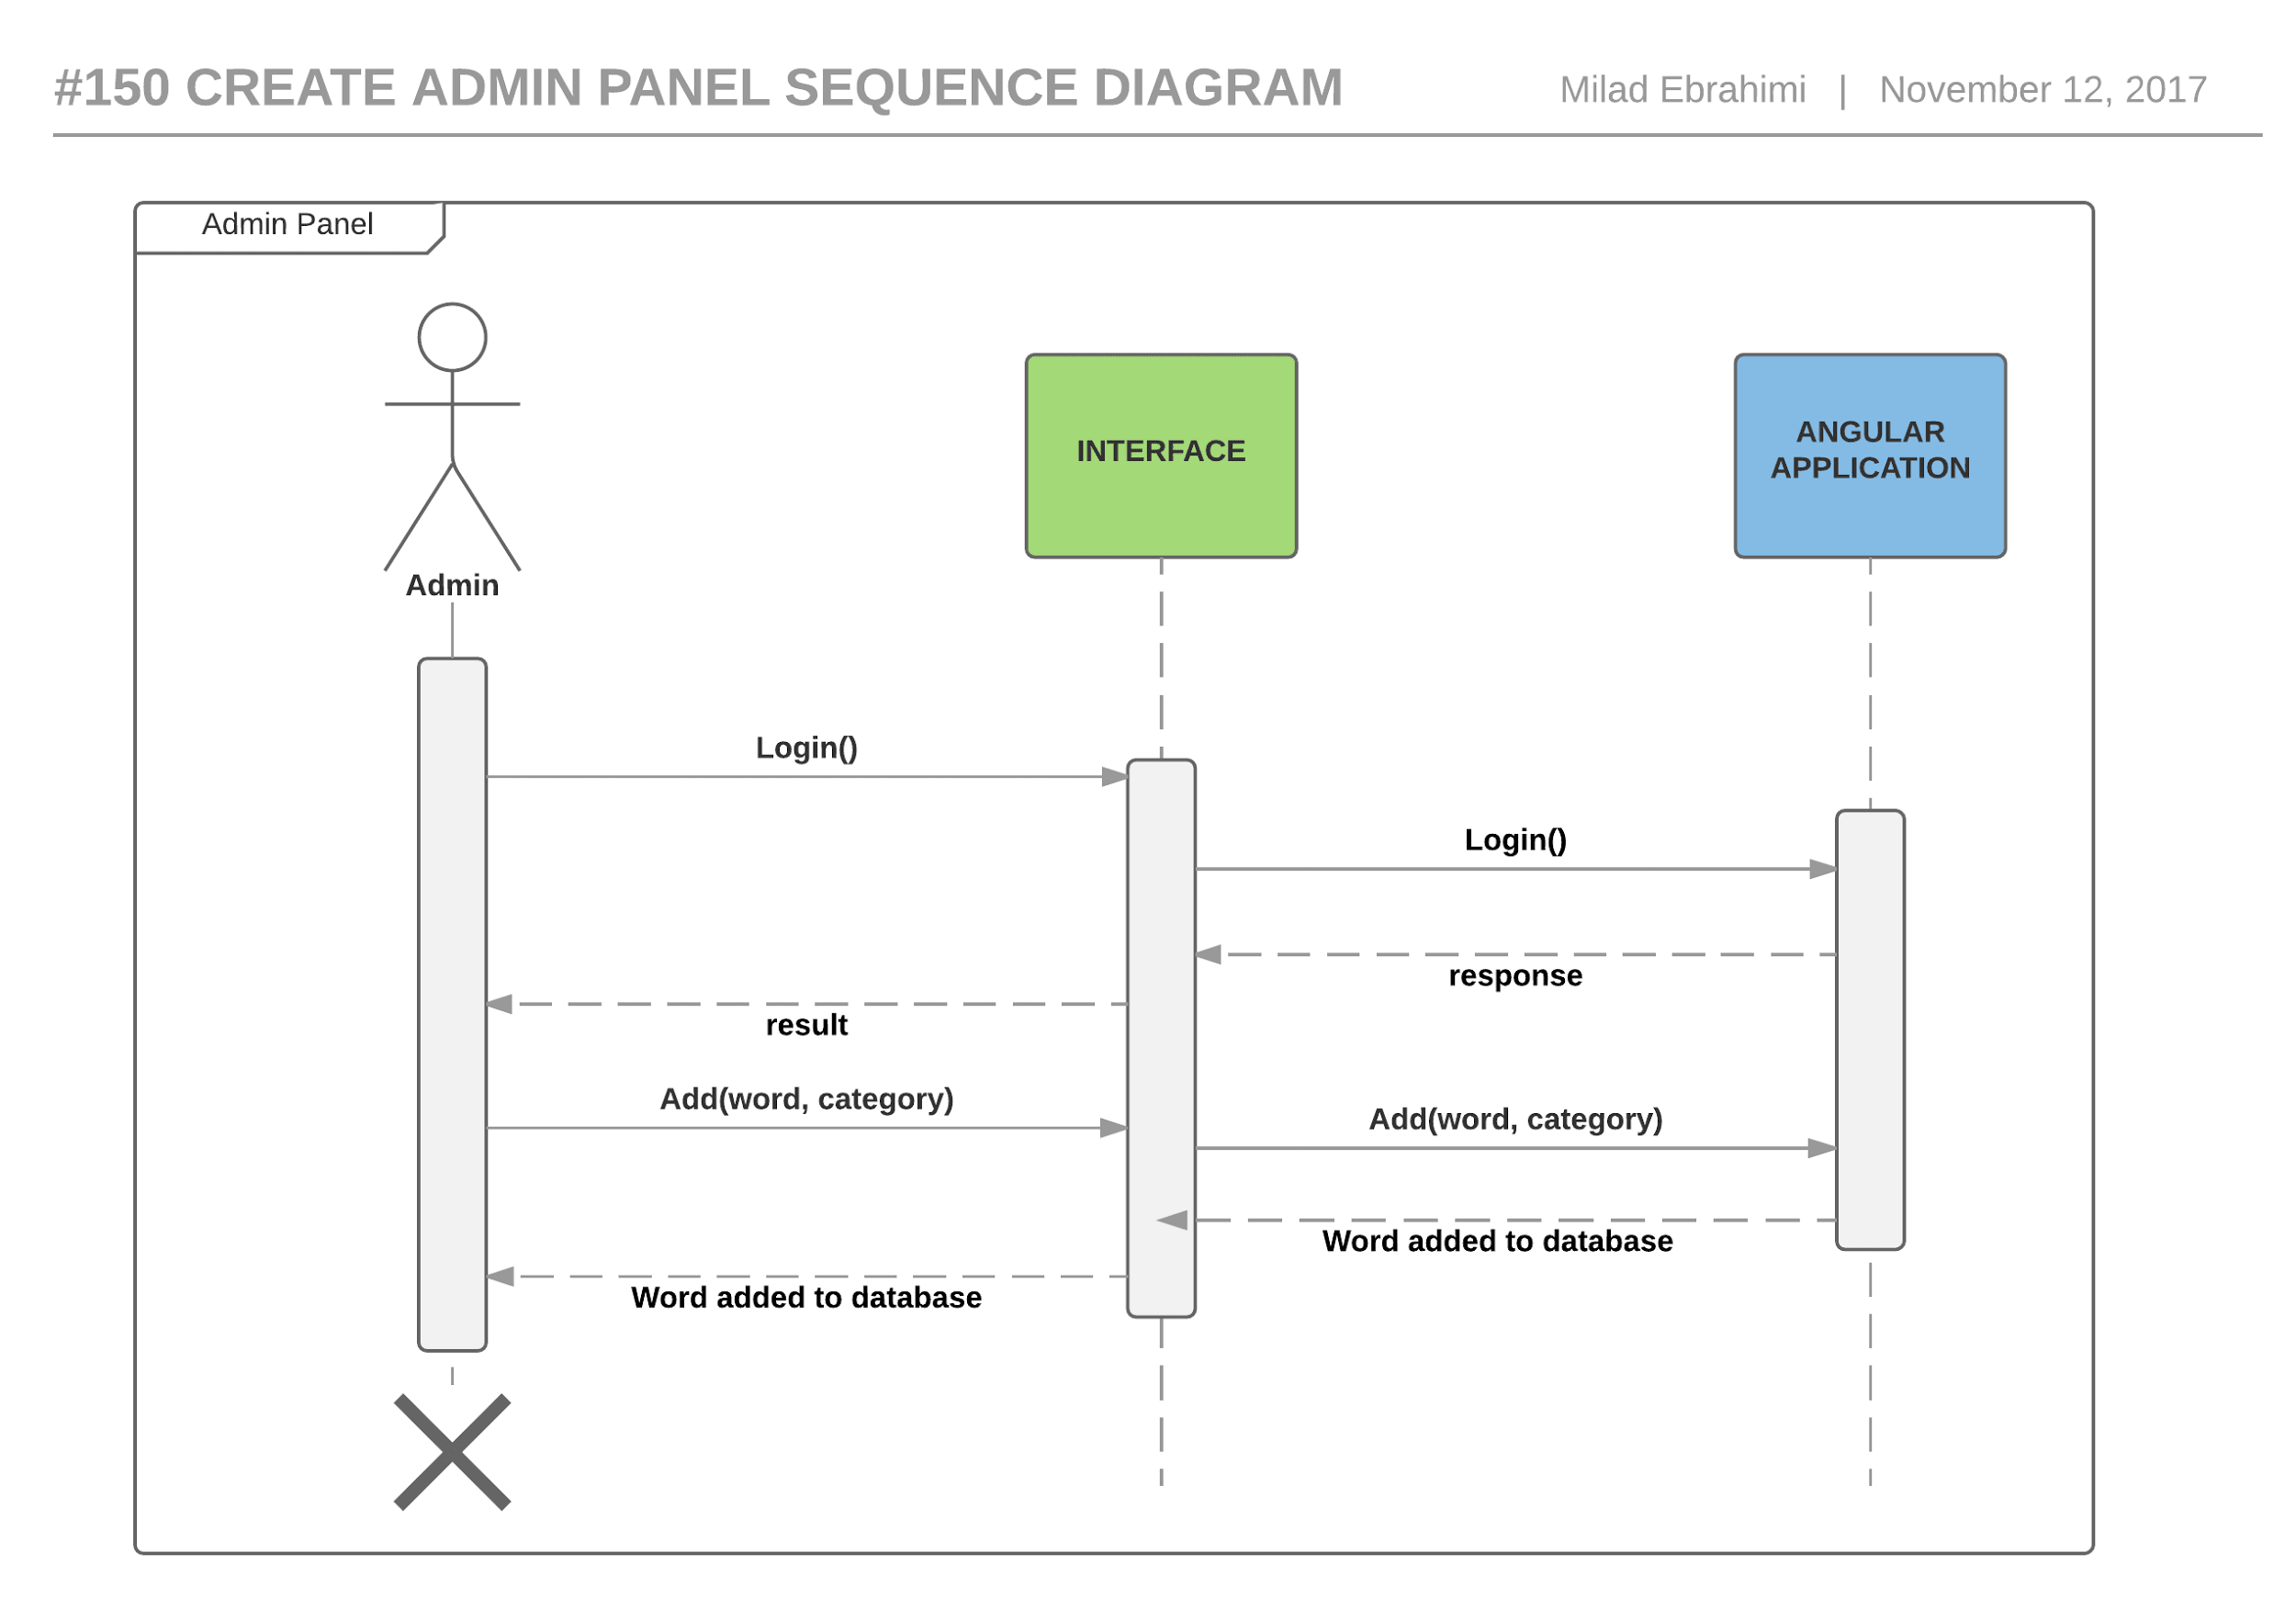 #150 CREATE ADMIN PANEL SEQUENCE DIAGRAM
Milad Ebrahimi | November 12, 2017
Admin Panel
INTERFACE
ANGULAR
APPLICATION
Admin
Login()
Login()
response
result
Add(word, category)
Add(word, category)
Word added to database
Word added to database